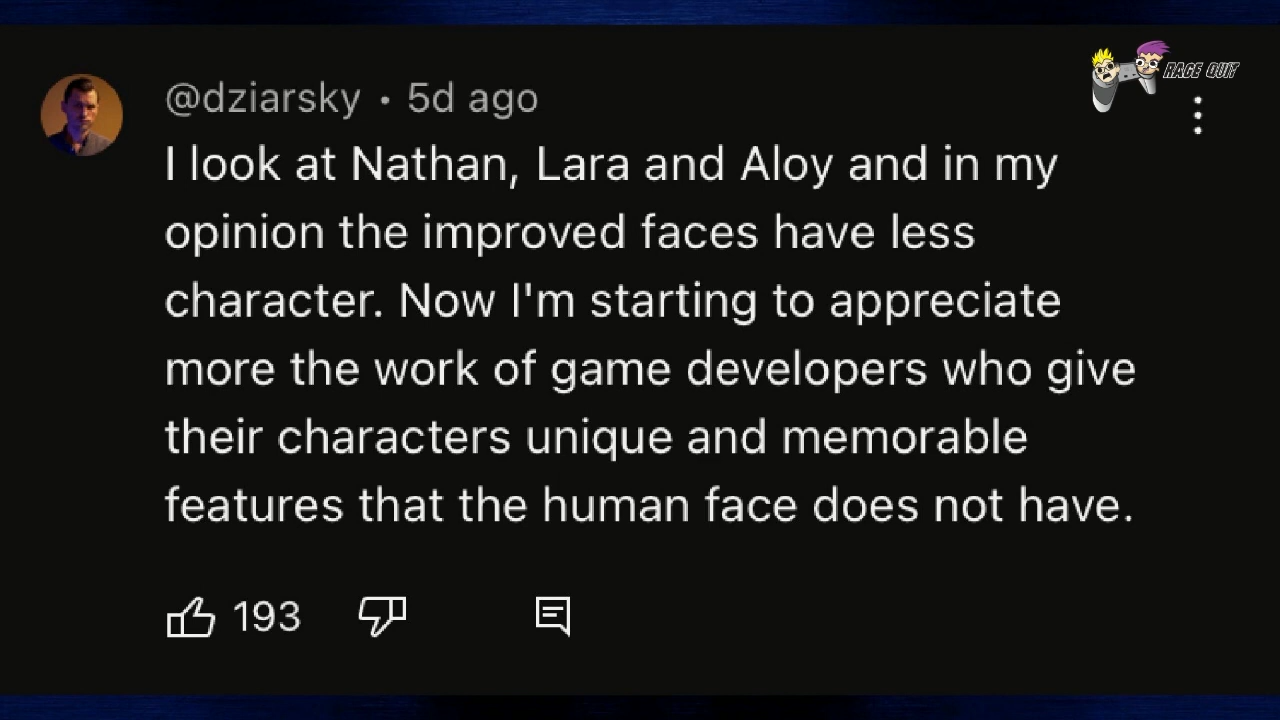 RAGE QUIT
@dziarsky • 5d ago
I look at Nathan, Lara and Aloy and in my
opinion the improved faces have less
character. Now I'm starting to appreciate
more the work of game developers who give
their characters unique and memorable
features that the human face does not have.
193